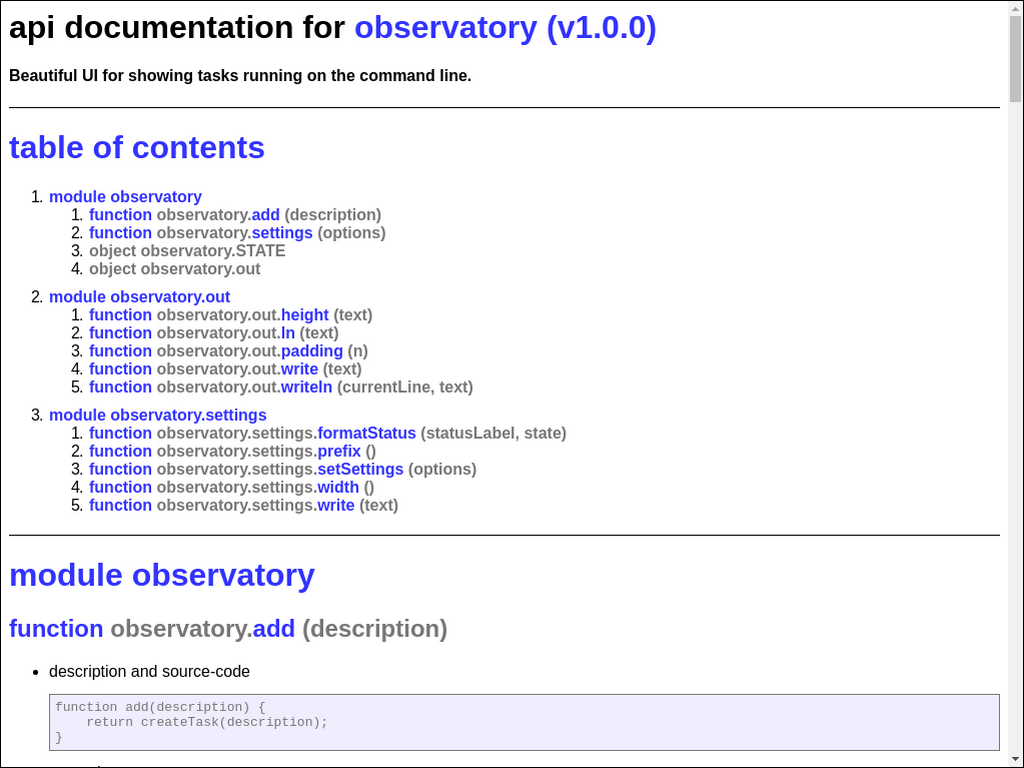 api documentation for observatory (v1.0.0)
Beautiful UI for showing tasks running on the command line.
table of contents
1. module observatory
1. function observatory.add (description)
2. function observatory.settings (options)
3. object observatory.STATE
4. object observatory.out
2. module observatory.out
1. function observatory.out.height (text)
2. function observatory.out.ln (text)
3. function observatory.out.padding (n)
4. function observatory.out.write (text)
5. function observatory.out.writeln (currentLine, text)
3. module observatory.settings
1. function observatory.settings.formatStatus (statusLabel, state)
2. function observatory.settings.prefix ()
3. function observatory.settings.setSettings (options)
4. function observatory.settings.width ()
5. function observatory.settings.write (text)
module observatory
function observatory.add (description)
• description and source-code
function add(description) {
    return createTask(description);
}